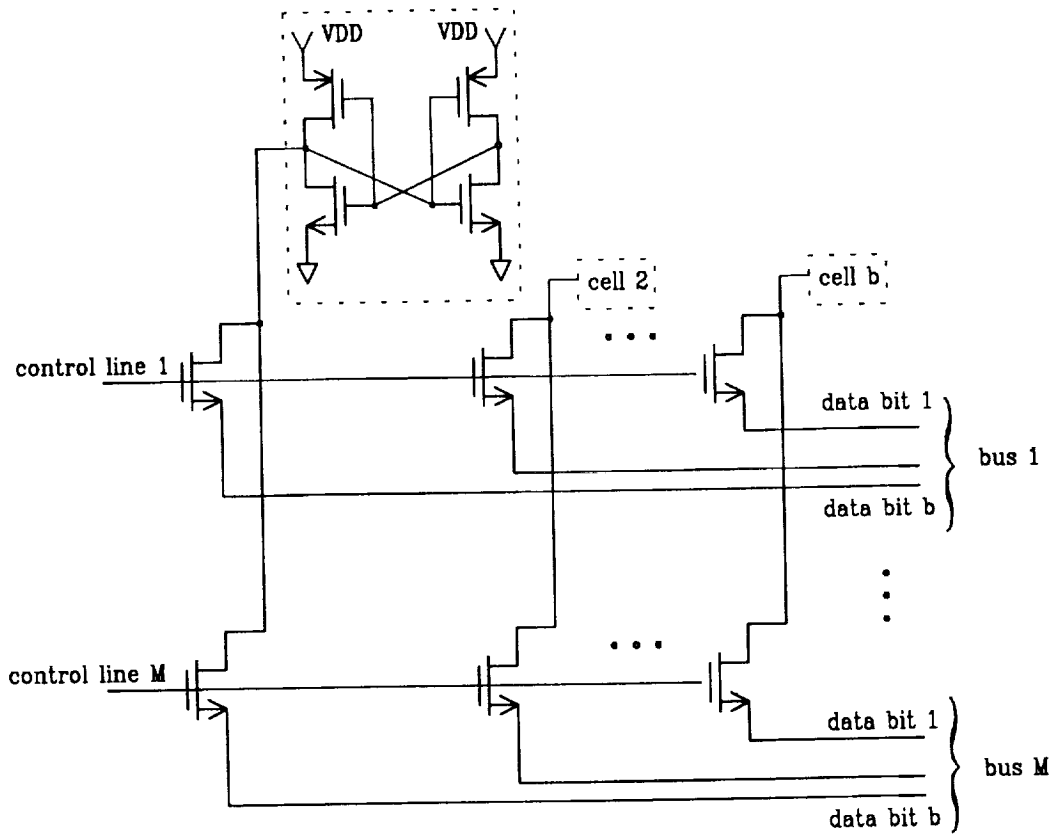 VDD VDD
cell 2
cell b
control line 1
data bit 1
bus 1
data bit b
control line M
data bit 1
bus M
data bit b